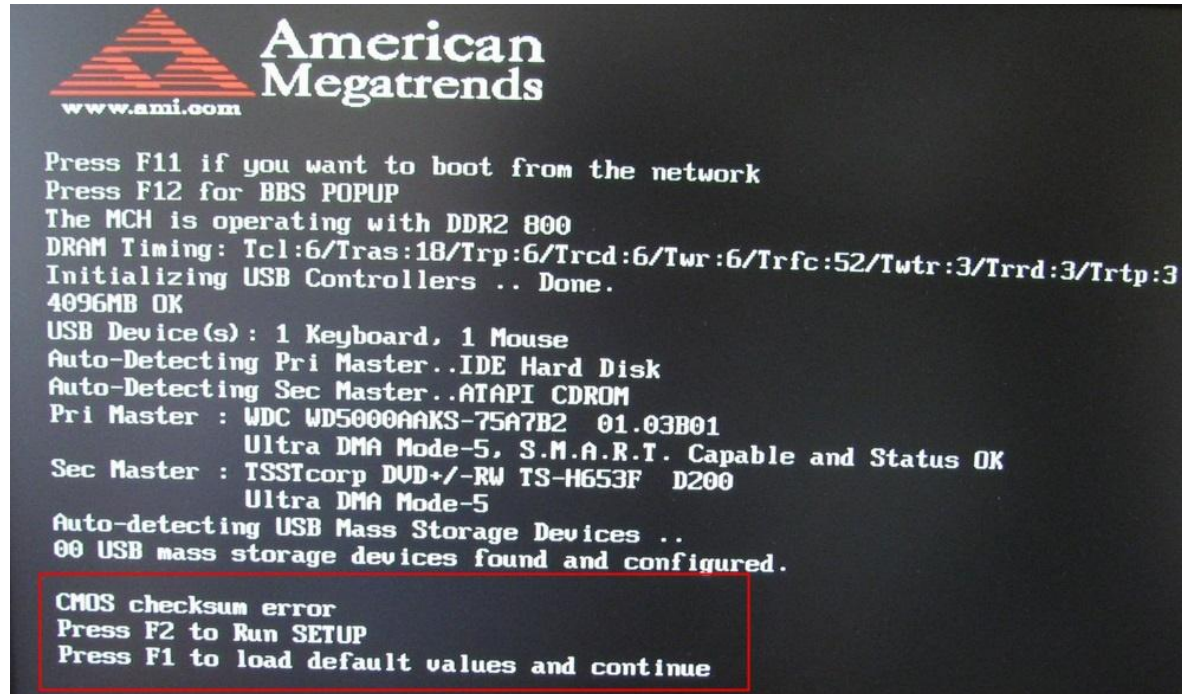 American
Megatrends
www.ami.com
Press F11 if you want to boot from the network
Press F12 for BBS POPUP
The MCH is operating with DDR2 800
DRAM Timing: Tcl:6/Tras:18/Trp:6/Trcd:6/Twr:6/Trfc:52/Twtr:3/Trrd:3/Trtp:3
Initializing USB Controllers .. Done.
4096MB OK
USB Device(s): 1 Keyboard, 1 Mouse
Auto-Detecting Pri Master..IDE Hard Disk
Auto-Detecting Sec Master..ATAPI CDROM
Pri Master : WDC WD5000AAKS-75A7B2 01.03B01
Ultra DMA Mode-5, S.M.A.R.T. Capable and Status OK
Sec Master : TSSTcorp DVD+/-RW TS-H653F D200
Ultra DMA Mode-5
Auto-detecting USB Mass Storage Devices ..
00 USB mass storage devices found and configured.
CMOS checksum error
Press F2 to Run SETUP
Press F1 to load default values and continue